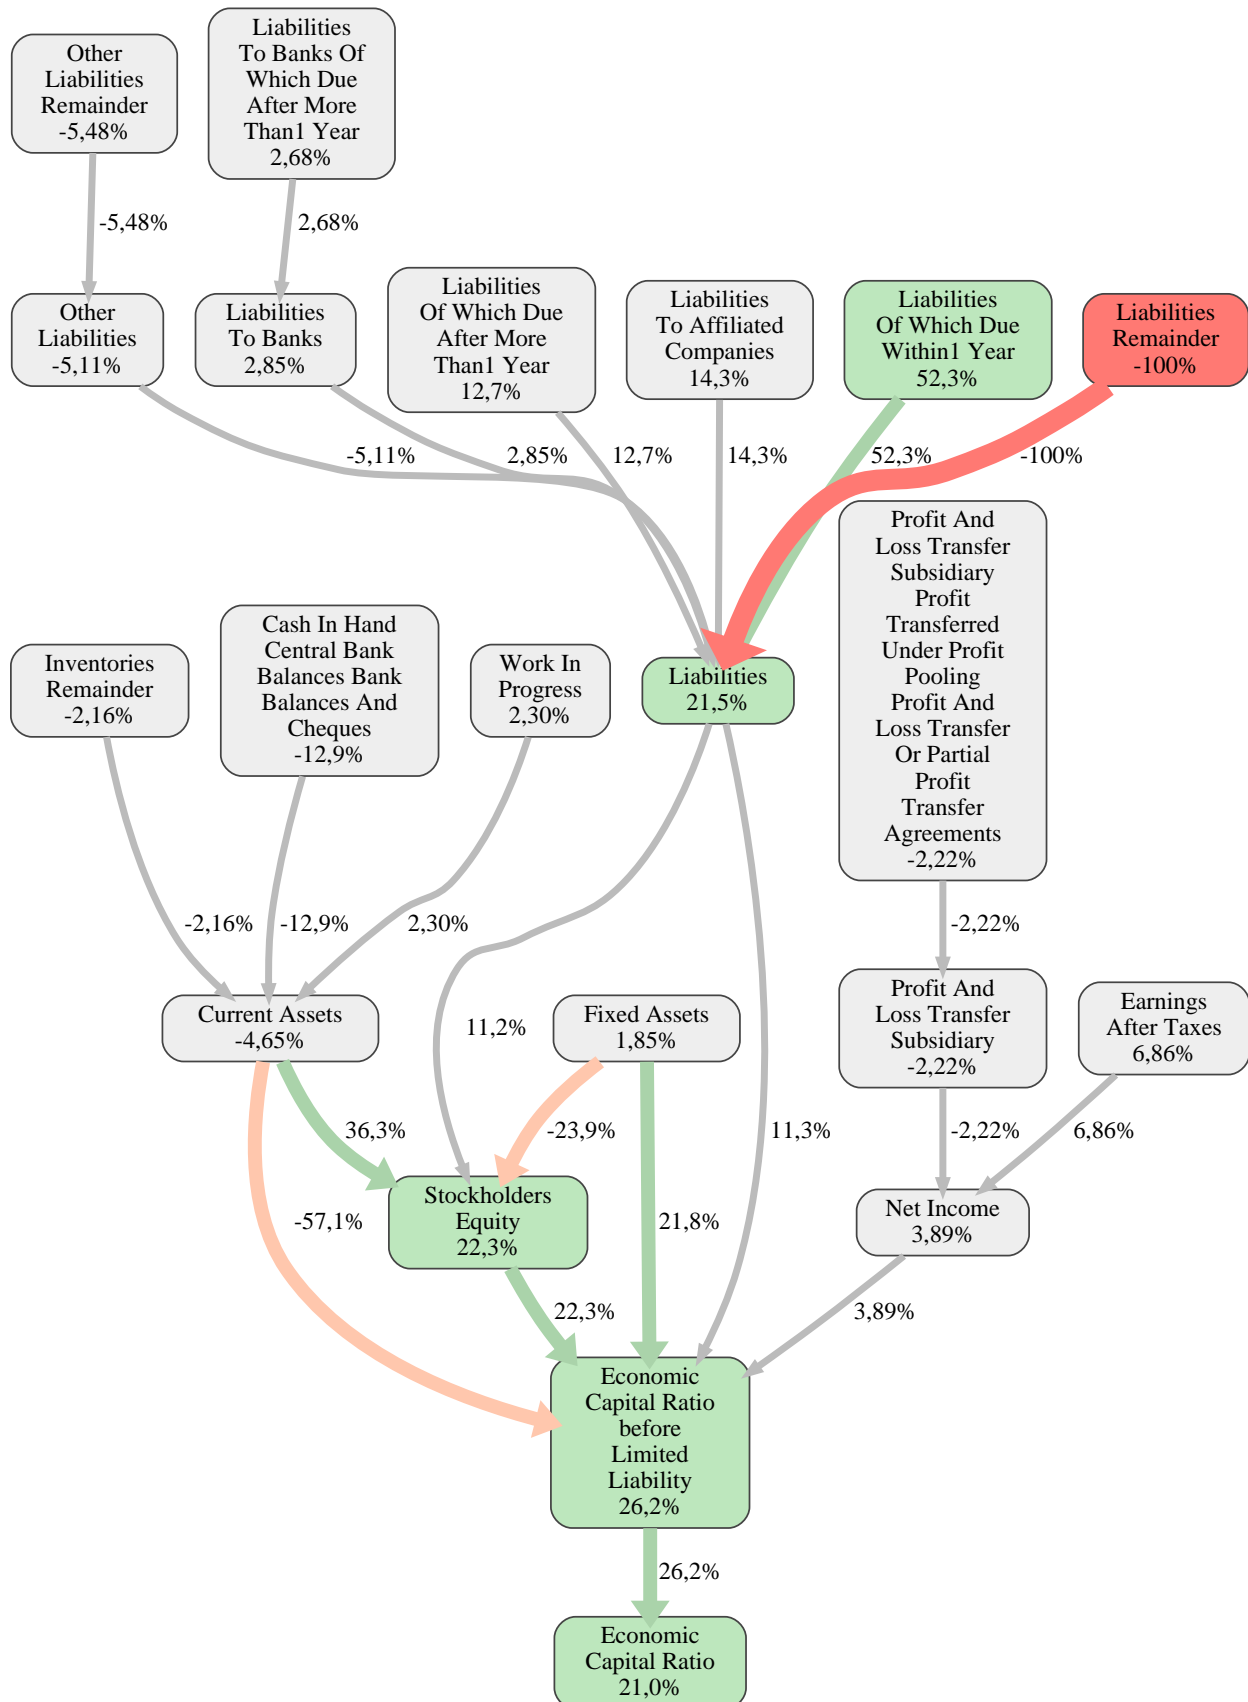 Other
Liabilities
Remainder
-5,48%
Liabilities
To Banks Of
Which Due
After More
Than1 Year
2,68%
-5,48%
2,68%
Other
Liabilities
-5,11%
Liabilities
To Banks
2,85%
Liabilities
Of Which Due
After More
Than1 Year
12,7%
Liabilities
To Affiliated
Companies
14,3%
Liabilities
Of Which Due
Within1 Year
52,3%
Liabilities
Remainder
-100%
-5,11%
2,85%
12,7%
14,3%
52,3%
-100%
Inventories
Remainder
-2,16%
Cash In Hand
Central Bank
Balances Bank
Balances And
Cheques
-12,9%
Work In
Progress
2,30%
Liabilities
21,5%
Profit And
Loss Transfer
Subsidiary
Profit
Transferred
Under Profit
Pooling
Profit And
Loss Transfer
Or Partial
Profit
Transfer
Agreements
-2,22%
-2,16%
-12,9%
2,30%
-2,22%
Current Assets
-4,65%
11,2%
Fixed Assets
1,85%
Profit And
Loss Transfer
Subsidiary
-2,22%
Earnings
After Taxes
6,86%
36,3%
-23,9%
11,3%
-2,22%
6,86%
-57,1%
Stockholders
Equity
22,3%
21,8%
Net Income
3,89%
22,3%
3,89%
Economic
Capital Ratio
before
Limited
Liability
26,2%
26,2%
Economic
Capital Ratio
21,0%